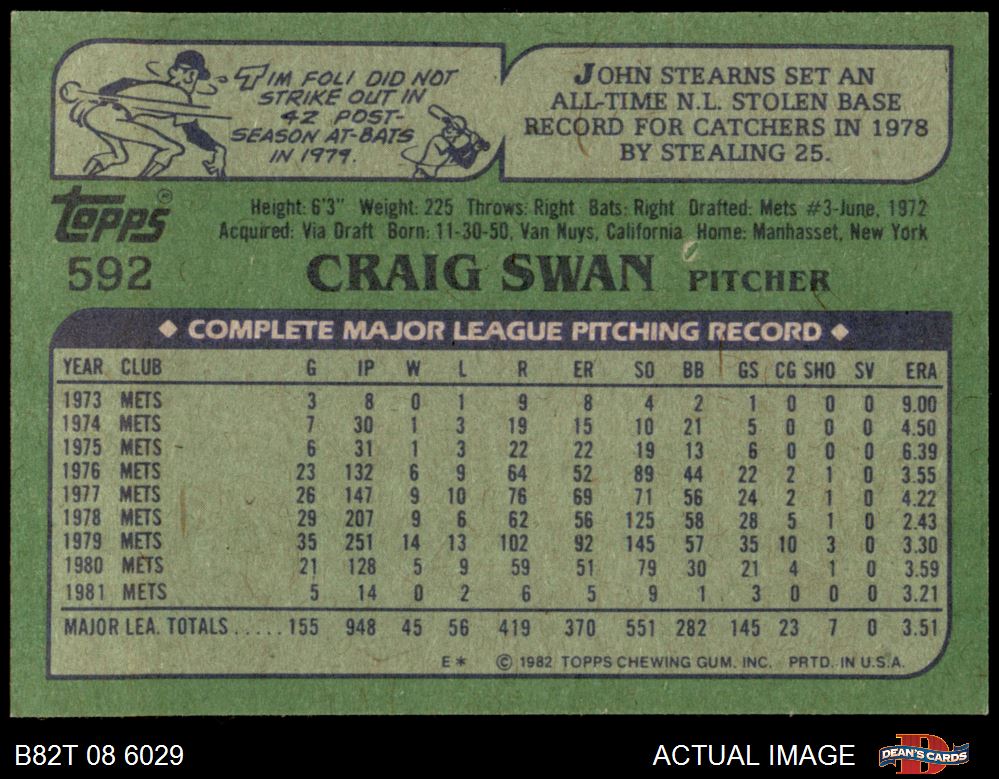 TIM FOLI DID NOT
STRIKE OUT IN
42 POST-
SEASON AT-BATS
IN 1979.
JOHN STEARNS SET AN
ALL-TIME N.L. STOLEN BASE
RECORD FOR CATCHERS IN 1978
BY STEALING 25.
Topps®
Height: 6'3" Weight: 225 Throws: Right Bats: Right Drafted: Mets #3-June, 1972
Acquired: Via Draft Born: 11-30-50, Van Nuys, California Home: Manhasset, New York
592 CRAIG SWAN PITCHER
◆ COMPLETE MAJOR LEAGUE PITCHING RECORD ◆
YEAR CLUB G IP W L R ER SO BB GS CG SHO SV ERA
1973 METS 3 8 0 1 9 8 4 2 1 0 0 0 9.00
1974 METS 7 30 1 3 19 15 10 21 5 0 0 0 4.50
1975 METS 6 31 1 3 22 22 19 13 6 0 0 0 6.39
1976 METS 23 132 6 9 64 52 89 44 22 2 1 0 3.55
1977 METS 26 147 9 10 76 69 71 56 24 2 1 0 4.22
1978 METS 29 207 9 6 62 56 125 58 28 5 1 0 2.43
1979 METS 35 251 14 13 102 92 145 57 35 10 3 0 3.30
1980 METS 21 128 5 9 59 51 79 30 21 4 1 0 3.59
1981 METS 5 14 0 2 6 5 9 1 3 0 0 0 3.21
MAJOR LEA. TOTALS ..... 155 948 45 56 419 370 551 282 145 23 7 0 3.51
E* © 1982 TOPPS CHEWING GUM. INC. PRTD. IN U.S.A.
B82T 08 6029 ACTUAL IMAGE DEAN'S CARDS